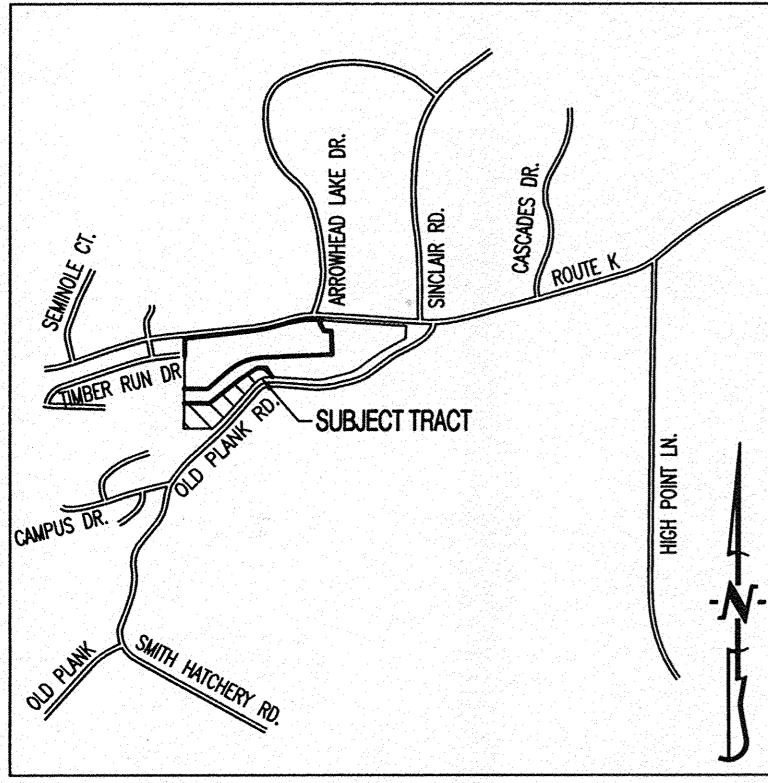 ARROWHEAD LAKE DR.
SINCLAIR RD.
CASCADES DR.
SEMINOLE CT.
ROUTE K
TIMBER RUN DR
SUBJECT TRACT
OLD PLANK RD.
CAMPUS DR.
HIGH POINT LN.
N
OLD PLANK
SMITH HATCHERY RD.